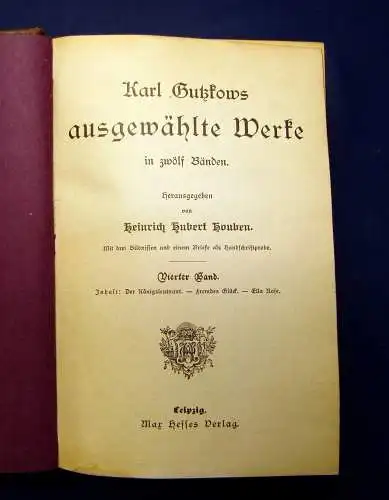 Karl Gutzkows
ausgewählte Werke
in zwölf Bänden.
Herausgegeben
von
Heinrich Hubert Houben.
Mit drei Bildnissen und einem Briefe als Handschriftprobe.
Vierter Band.
Inhalt: Der Königsleutnant. — Fremdes Glück. — Ella Rose.
Leipzig.
Max Hesses Verlag.